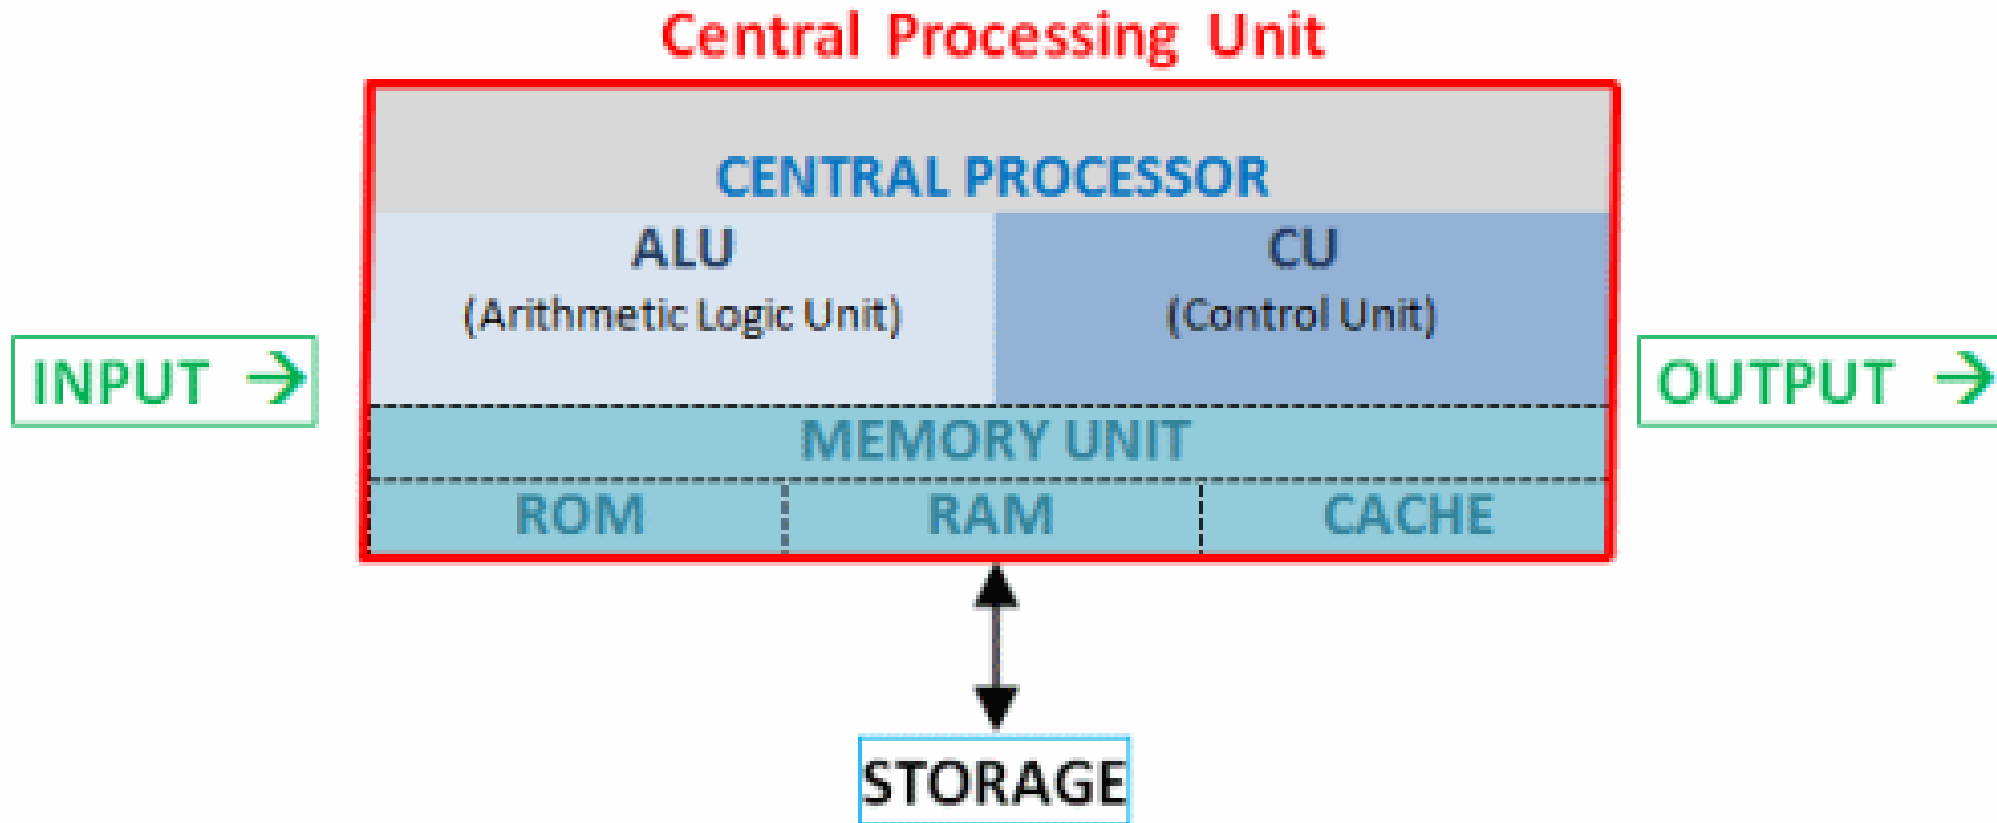 Central Processing Unit
CENTRAL PROCESSOR
ALU
(Arithmetic Logic Unit)
CU
(Control Unit)
INPUT →
OUTPUT →
MEMORY UNIT
ROM
RAM
CACHE
STORAGE